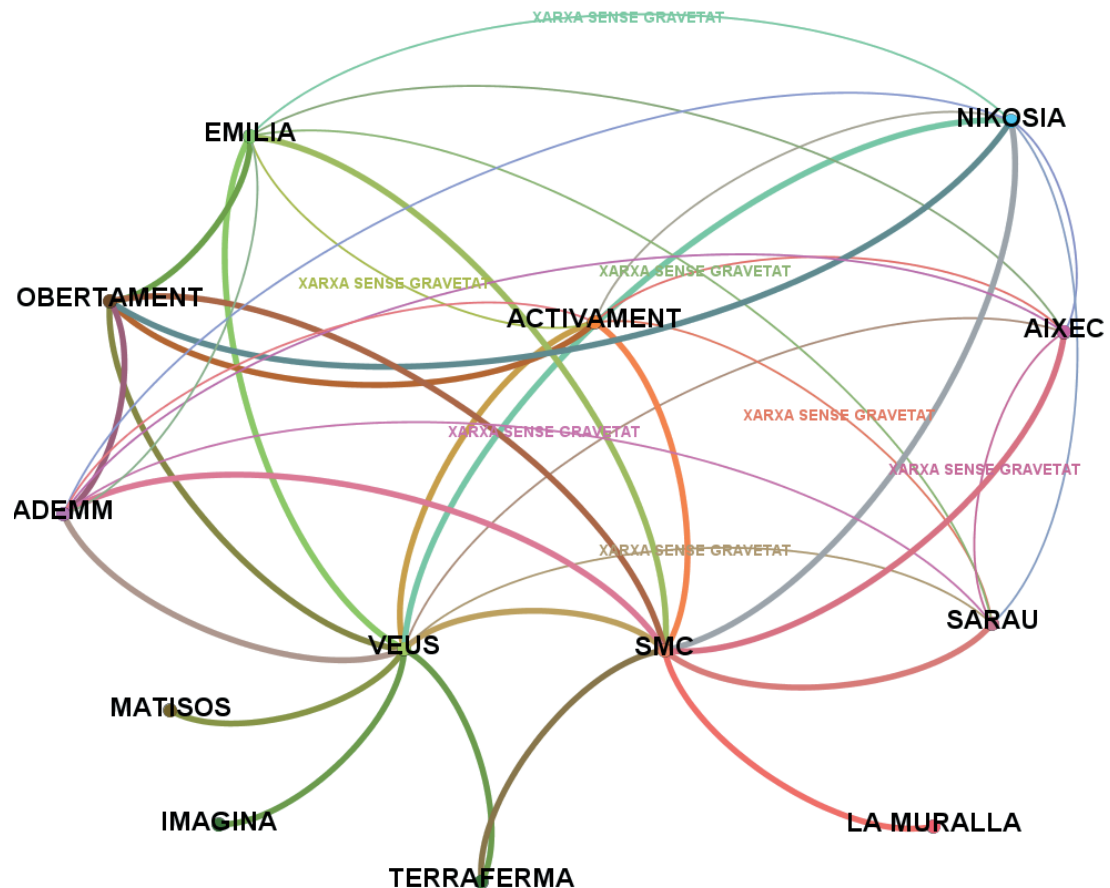 XARXA SENSE GRAVETAT
NIKOSIA
EMILIA
XARXA SENSE GRAVETAT
XARXA SENSE GRAVETAT
OBERTAMENT
ACTIVAMENT
AIXEC
XARXA SENSE GRAVETAT
XARXA SENSE GRAVETAT
XARXA SENSE GRAVETAT
ADEMM
XARXA SENSE GRAVETAT
SARAU
VEUS
SMC
MATISOS
IMAGINA
LA MURALLA
TERRAFERMA